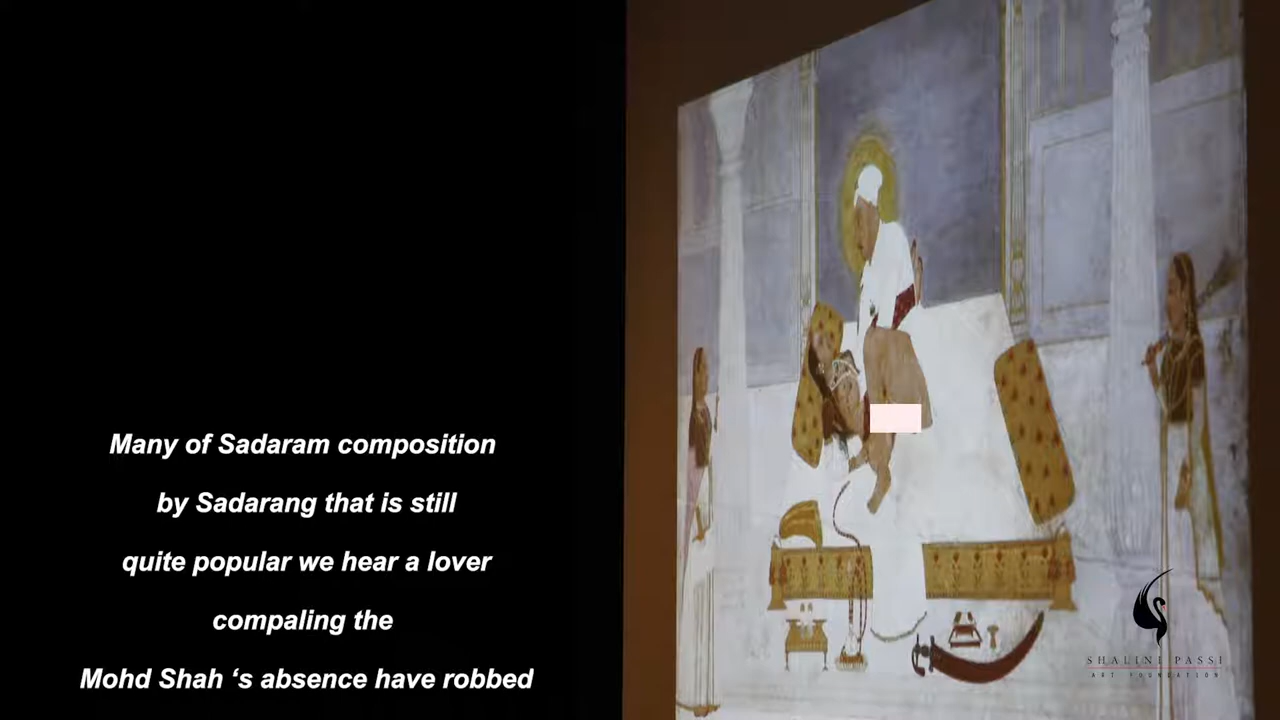 Many of Sadaram composition
by Sadarang that is still
quite popular we hear a lover
compaling the
Mohd Shah ‘s absence have robbed
SHALINI PASSI
ART FOUNDATION